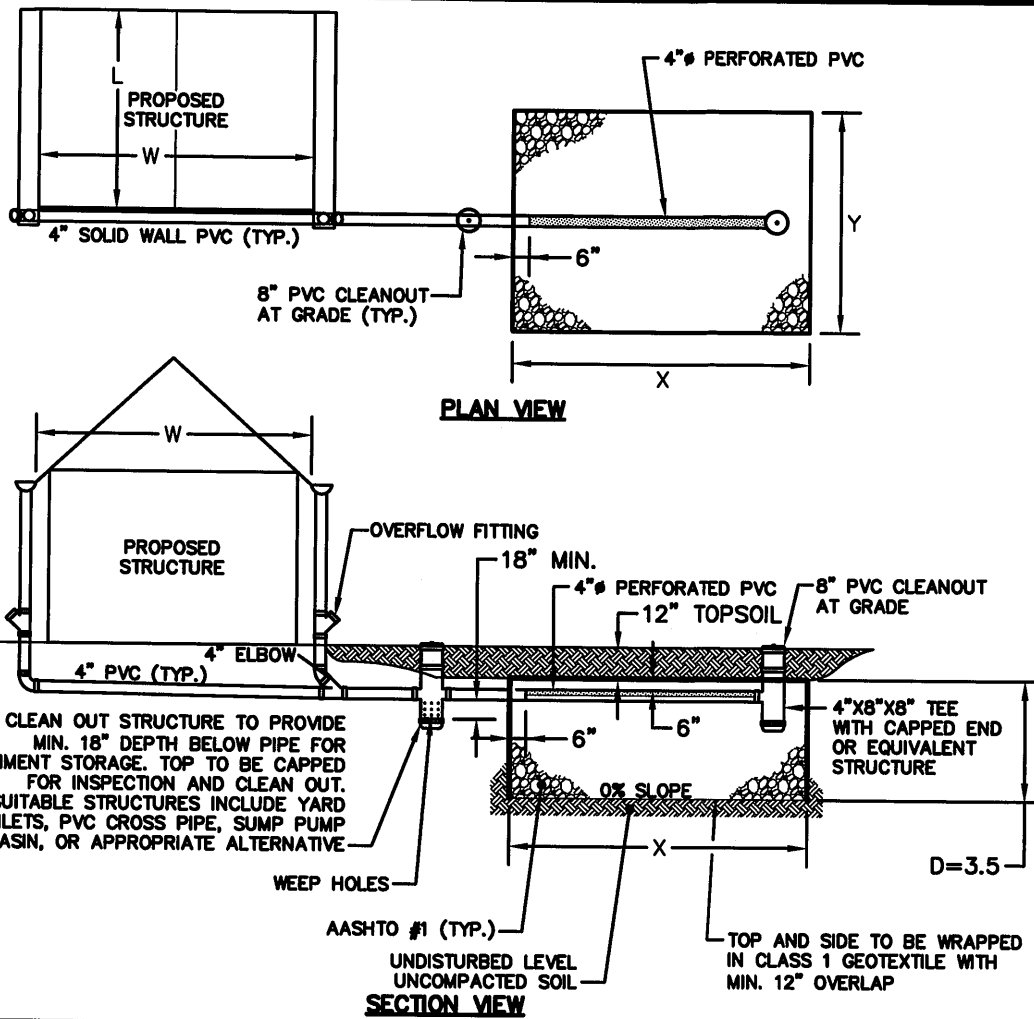 4"ø PERFORATED PVC
L
PROPOSED
STRUCTURE
W
Y
4" SOLID WALL PVC (TYP.)
6"
8" PVC CLEANOUT
AT GRADE (TYP.)
X
PLAN VIEW
W
OVERFLOW FITTING
18" MIN.
PROPOSED
STRUCTURE
4"ø PERFORATED PVC
8" PVC CLEANOUT
AT GRADE
12" TOPSOIL
4" ELBOW
4" PVC (TYP.)
CLEAN OUT STRUCTURE TO PROVIDE
MIN. 18" DEPTH BELOW PIPE FOR
IMENT STORAGE. TOP TO BE CAPPED
FOR INSPECTION AND CLEAN OUT.
SUITABLE STRUCTURES INCLUDE YARD
ILETS, PVC CROSS PIPE, SUMP PUMP
BASIN, OR APPROPRIATE ALTERNATIVE
6"
6"
4"X8"X8" TEE
WITH CAPPED END
OR EQUIVALENT
STRUCTURE
0% SLOPE
X
D=3.5
WEEP HOLES
AASHTO #1 (TYP.)
UNDISTURBED LEVEL
UNCOMPACTED SOIL
TOP AND SIDE TO BE WRAPPED
IN CLASS 1 GEOTEXTILE WITH
MIN. 12" OVERLAP
SECTION VIEW